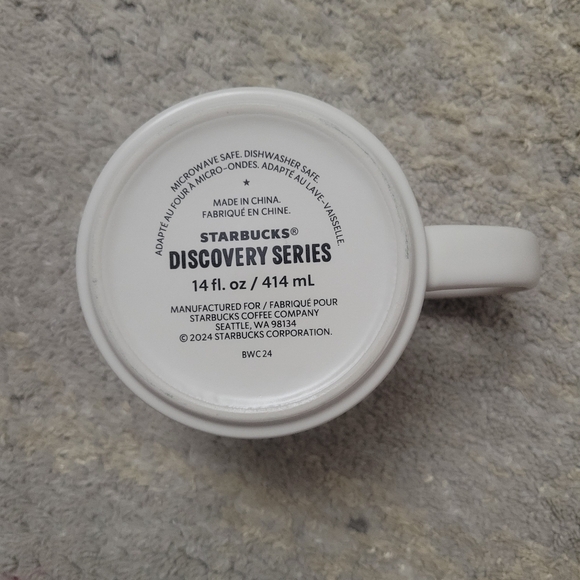 MICROWAVE SAFE. DISHWASHER SAFE.
ADAPTÉ AU FOUR À MICRO-ONDES. ADAPTÉ AU LAVE-VAISSELLE.
MADE IN CHINA.
FABRIQUÉ EN CHINE.
STARBUCKS®
DISCOVERY SERIES
14 fl. oz / 414 mL
MANUFACTURED FOR / FABRIQUÉ POUR
STARBUCKS COFFEE COMPANY
SEATTLE, WA 98134
© 2024 STARBUCKS CORPORATION.
BWC24